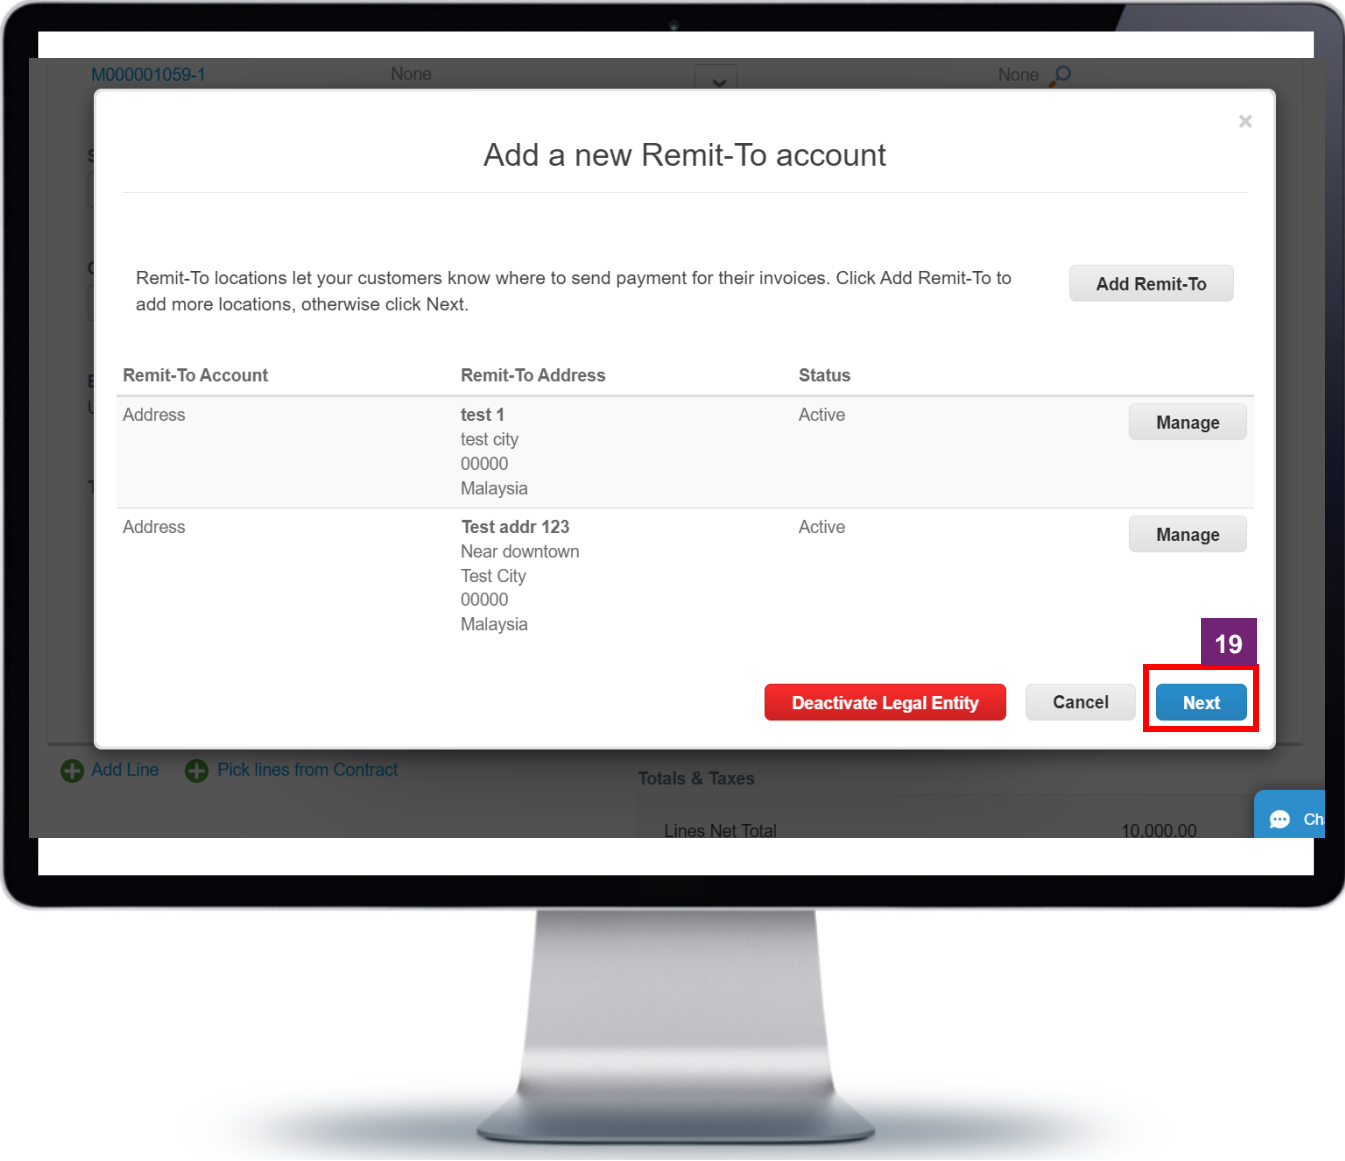 M000001059-1 None None
×
Add a new Remit-To account
Remit-To locations let your customers know where to send payment for their invoices. Click Add Remit-To to
add more locations, otherwise click Next.
Add Remit-To
Remit-To Account Remit-To Address Status
Address test 1 Active Manage
test city
00000
Malaysia
Address Test addr 123 Active Manage
Near downtown
Test City
00000
Malaysia
19
Deactivate Legal Entity Cancel Next
Add Line Pick lines from Contract
Totals & Taxes
Lines Net Total 10,000.00